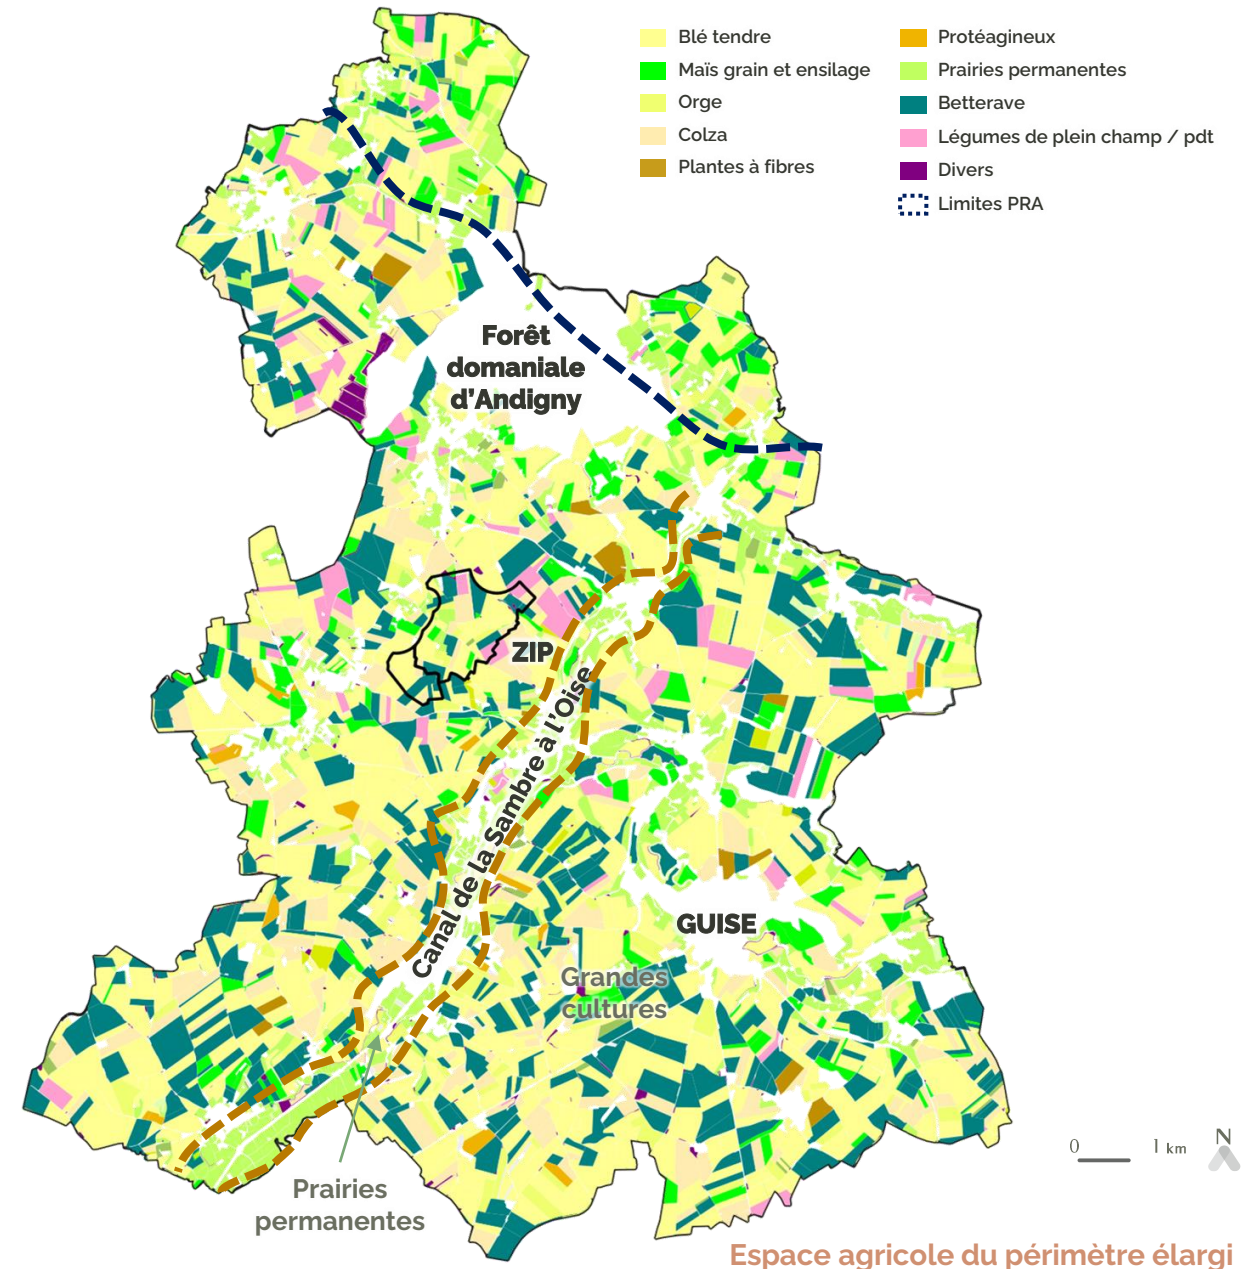 Blé tendre
Maïs grain et ensilage
Orge
Colza
Plantes à fibres
Protéagineux
Prairies permanentes
Betterave
Légumes de plein champ / pdt
Divers
Limites PRA
Forêt
domaniale
d'Andigny
ZIP
Canal de la Sambre à l'Oise
GUISE
Grandes
cultures
Prairies
permanentes
0 1 km
N
Espace agricole du périmètre élargi